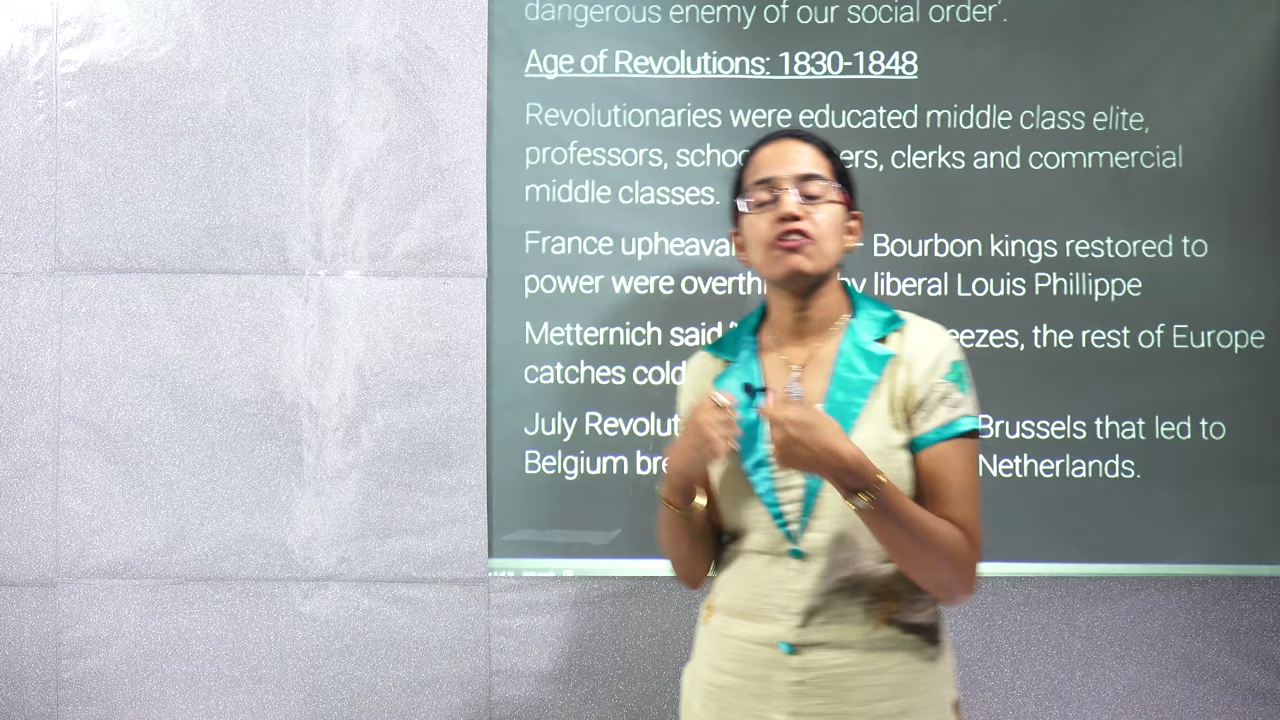 dangerous enemy of our social order'.
Age of Revolutions: 1830-1848
Revolutionaries were educated middle class elite,
professors, schoo ers, clerks and commercial
middle classes.
France upheaval – Bourbon kings restored to
power were overth by liberal Louis Phillippe
Metternich said eezes, the rest of Europe
catches cold
July Revolut Brussels that led to
Belgium bre Netherlands.